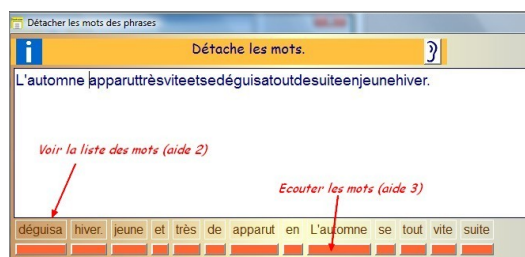 Détacher les mots des phrases
i Détache les mots.
L'automne apparuttrèsviteetsedéguisatoutdesuiteenjeunehiver.
Voir la liste des mots (aide 2)
Ecouter les mots (aide 3)
déguisa hiver. jeune et très de apparut en L'automne se tout vite suite